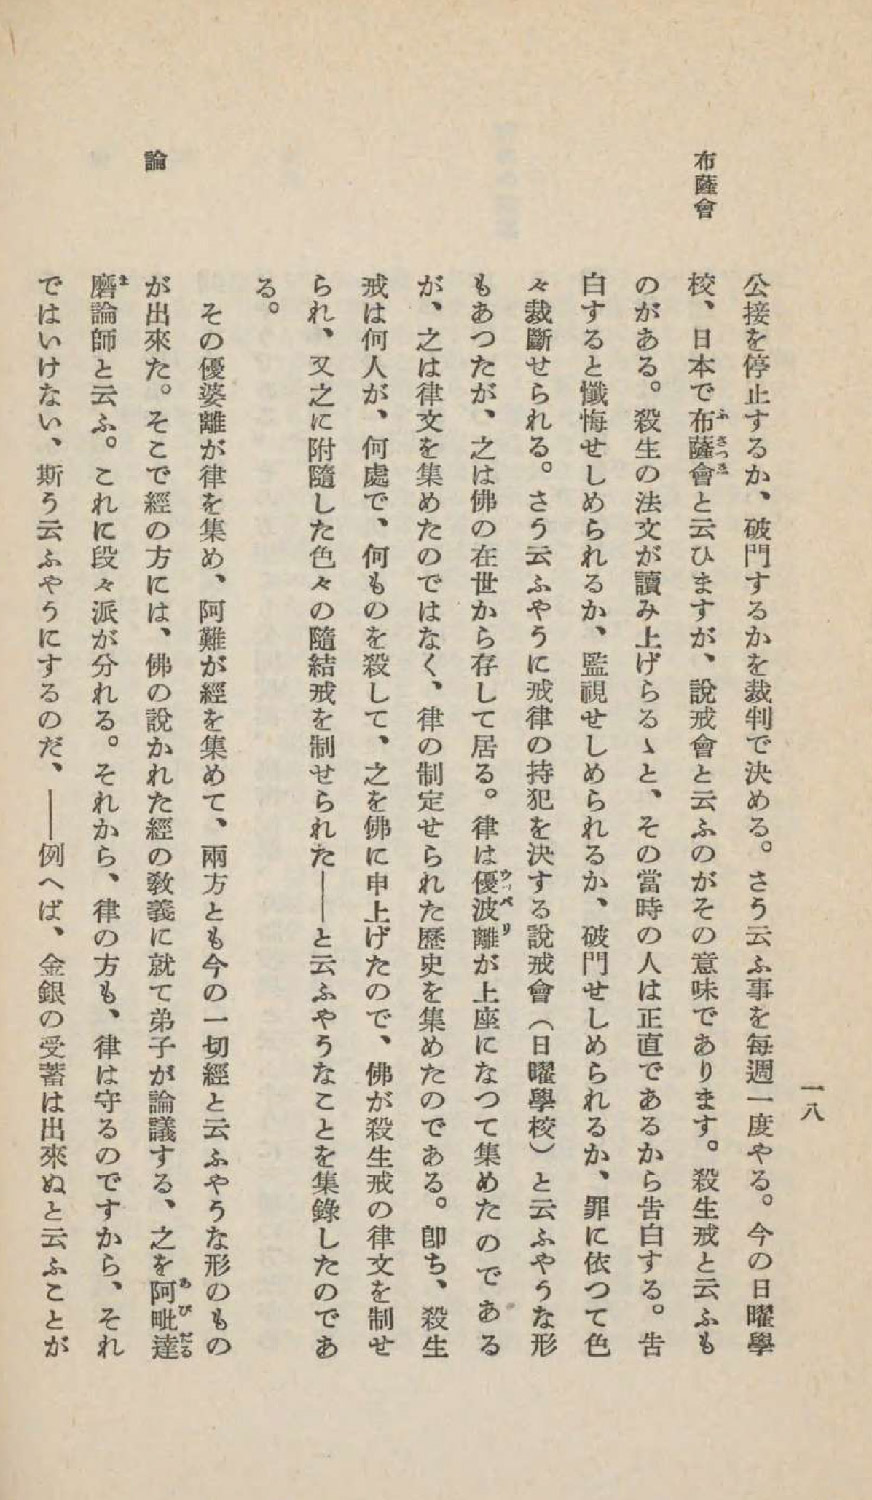 一八
布薩會
公接を停止するか、破門するかを裁判で決める。さう云ふ事を毎週一度やる。今の日曜學
校、日本で布薩會と云ひますが、說戒會と云ふのがその意味であります。殺生戒と云ふも
のがある。殺生の法文が讀み上げらるゝと、その當時の人は正直であるから告白する。告
白すると懺悔せしめられるか、監視せしめられるか、破門せしめられるか、罪に依つて色
々裁斷せられる。さう云ふやうに戒律の持犯を決する說戒會（日曜學校）と云ふやうな形
もあつたが、之は佛の在世から存して居る。律は優波離が上座になつて集めたのである
が、之は律文を集めたのではなく、律の制定せられた歷史を集めたのである。卽ち、殺生
戒は何人が、何處で、何ものを殺して、之を佛に申上げたので、佛が殺生戒の律文を制せ
られ、又之に附隨した色々の隨結戒を制せられた――と云ふやうなことを集錄したのであ
る。
その優婆離が律を集め、阿難が經を集めて、兩方とも今の一切經と云ふやうな形のもの
論
が出來た。そこで經の方には、佛の說かれた經の敎義に就て弟子が論議する、之を阿毗達
磨論師と云ふ。これに段々派が分れる。それから、律の方も、律は守るのですから、それ
ではいけない、斯う云ふやうにするのだ、――例へば、金銀の受蓄は出來ぬと云ふことが